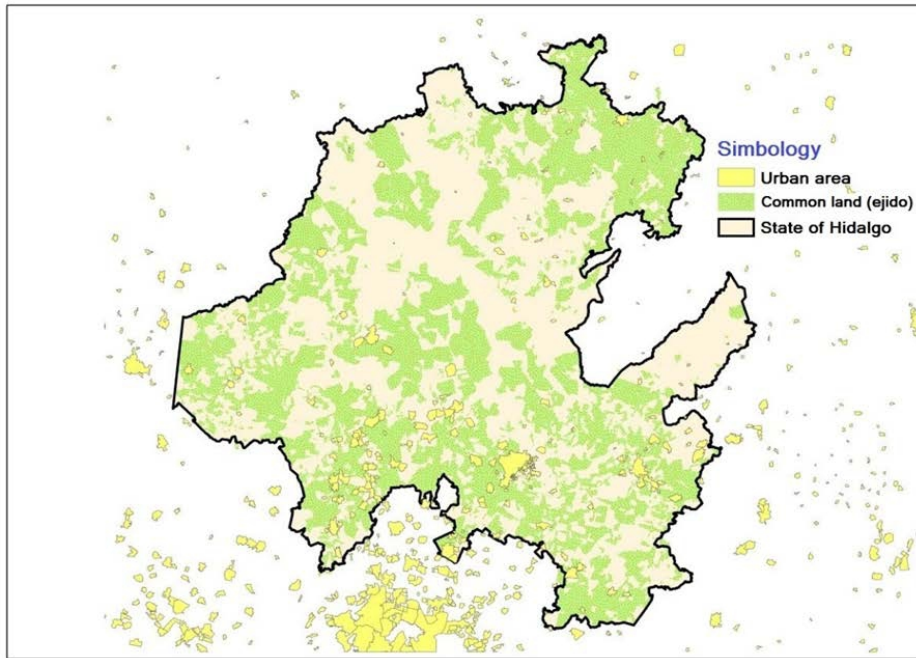 Simbology
Urban area
Common land (ejido)
State of Hidalgo